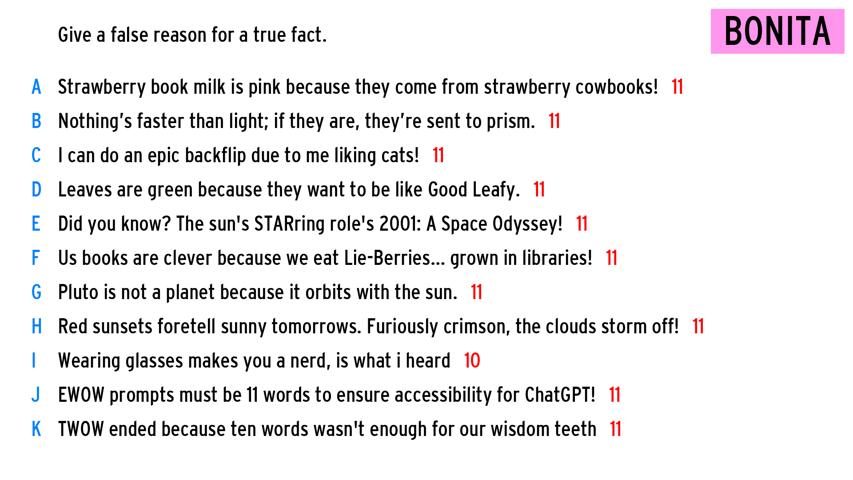 Give a false reason for a true fact.
BONITA
A Strawberry book milk is pink because they come from strawberry cowbooks! 11
B Nothing's faster than light; if they are, they're sent to prism. 11
C I can do an epic backflip due to me liking cats! 11
D Leaves are green because they want to be like Good Leafy. 11
E Did you know? The sun's STARring role's 2001: A Space Odyssey! 11
F Us books are clever because we eat Lie-Berries... grown in libraries! 11
G Pluto is not a planet because it orbits with the sun. 11
H Red sunsets foretell sunny tomorrows. Furiously crimson, the clouds storm off! 11
I Wearing glasses makes you a nerd, is what i heard 10
J EWOW prompts must be 11 words to ensure accessibility for ChatGPT! 11
K TWOW ended because ten words wasn't enough for our wisdom teeth 11